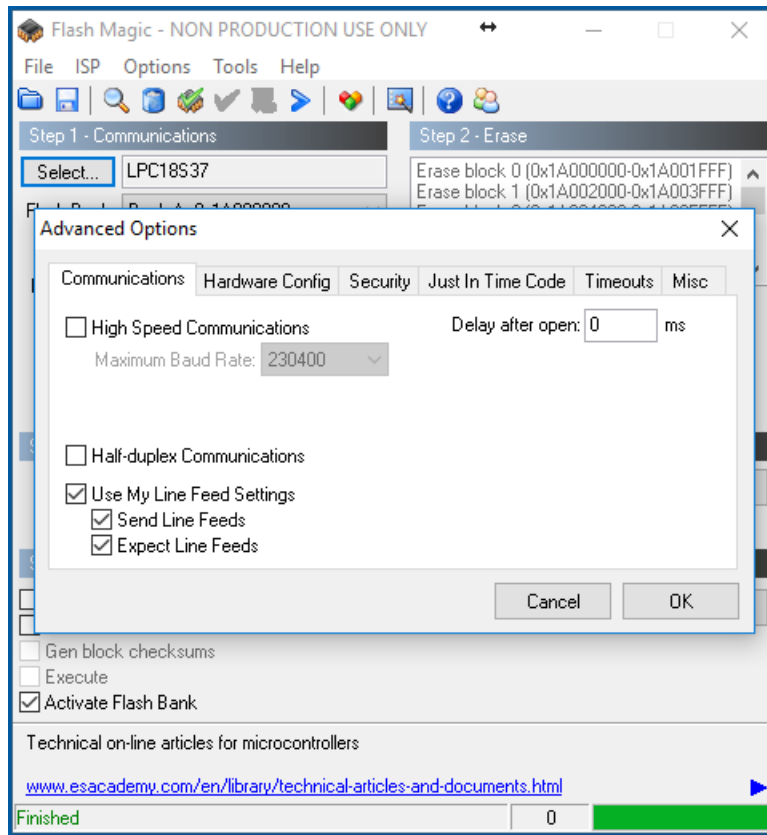 Flash Magic - NON PRODUCTION USE ONLY
File ISP Options Tools Help
Step 1 - Communications
Step 2 - Erase
Select... LPC18S37
Erase block 0 (0x1A000000-0x1A001FFF)
Erase block 1 (0x1A002000-0x1A003FFF)
Advanced Options
Communications Hardware Config Security Just In Time Code Timeouts Misc
High Speed Communications
Delay after open: 0 ms
Maximum Baud Rate: 230400
Half-duplex Communications
Use My Line Feed Settings
Send Line Feeds
Expect Line Feeds
Cancel OK
Gen block checksums
Execute
Activate Flash Bank
Technical on-line articles for microcontrollers
www.esacademy.com/en/library/technical-articles-and-documents.html
Finished 0